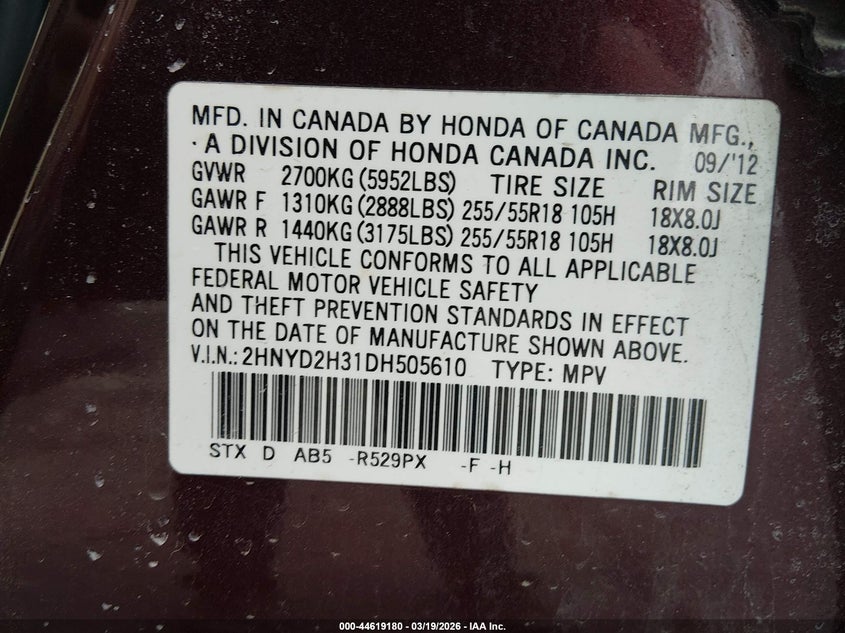 MFD. IN CANADA BY HONDA OF CANADA MFG.,
· A DIVISION OF HONDA CANADA INC. 09/'12
GVWR 2700KG (5952LBS) TIRE SIZE RIM SIZE
GAWR F 1310KG (2888LBS) 255/55R18 105H 18X8.0J
GAWR R 1440KG (3175LBS) 255/55R18 105H 18X8.0J
THIS VEHICLE CONFORMS TO ALL APPLICABLE
FEDERAL MOTOR VEHICLE SAFETY
AND THEFT PREVENTION STANDARDS IN EFFECT
ON THE DATE OF MANUFACTURE SHOWN ABOVE.
V.I.N.: 2HNYD2H31DH505610 TYPE: MPV
STX D AB5 -R529PX -F -H
000-44619180 - 03/19/2026 - IAA Inc.